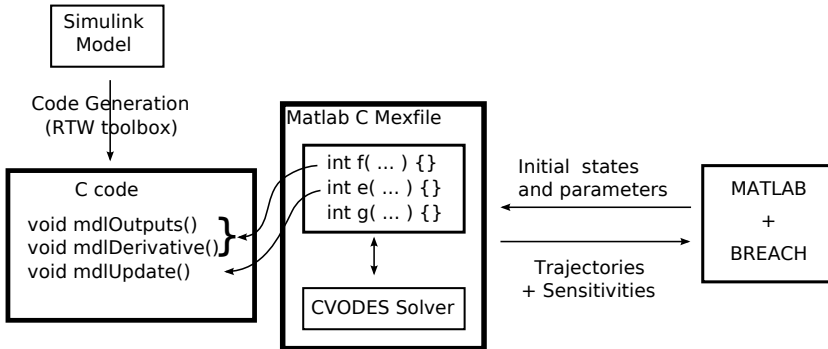 Simulink
Model
Code Generation
(RTW toolbox)
C code
void mdlOutputs()
void mdlDerivative()
void mdlUpdate()
}
Matlab C Mexfile
int f( ... ) {}
int e( ... ) {}
int g( ... ) {}
CVODES Solver
Initial states
and parameters
Trajectories
+ Sensitivities
MATLAB
+
BREACH